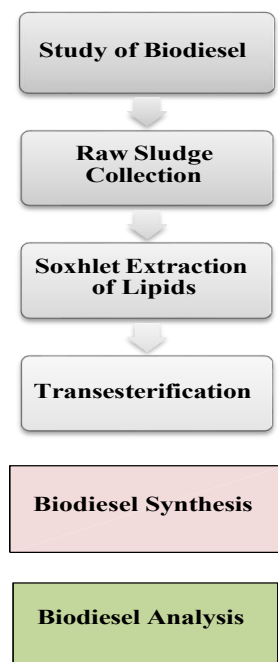 Study of Biodiesel
Raw Sludge
Collection
Soxhlet Extraction
of Lipids
Transesterification
Biodiesel Synthesis
Biodiesel Analysis